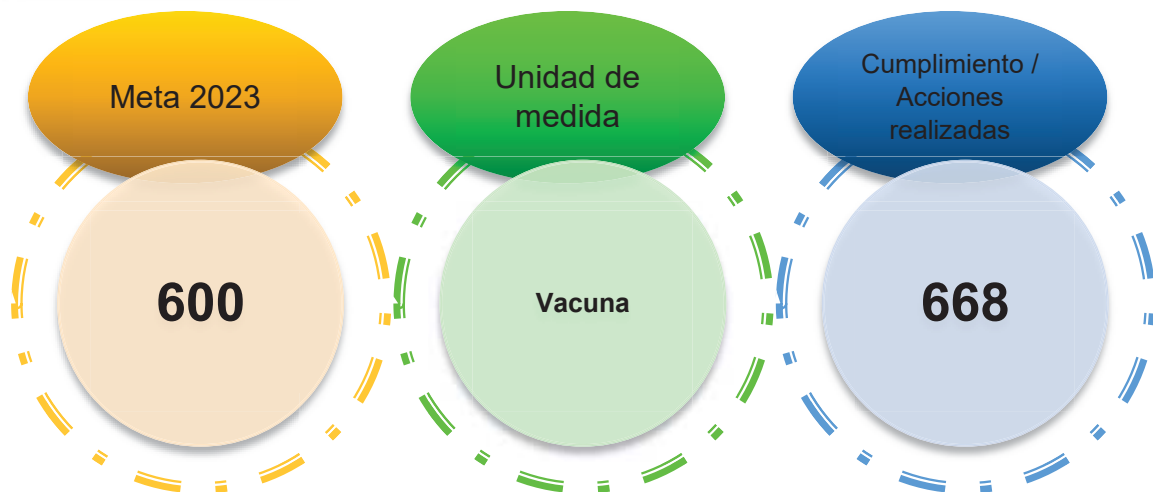 Meta 2023
Unidad de
medida
Cumplimiento /
Acciones
realizadas
600
Vacuna
668